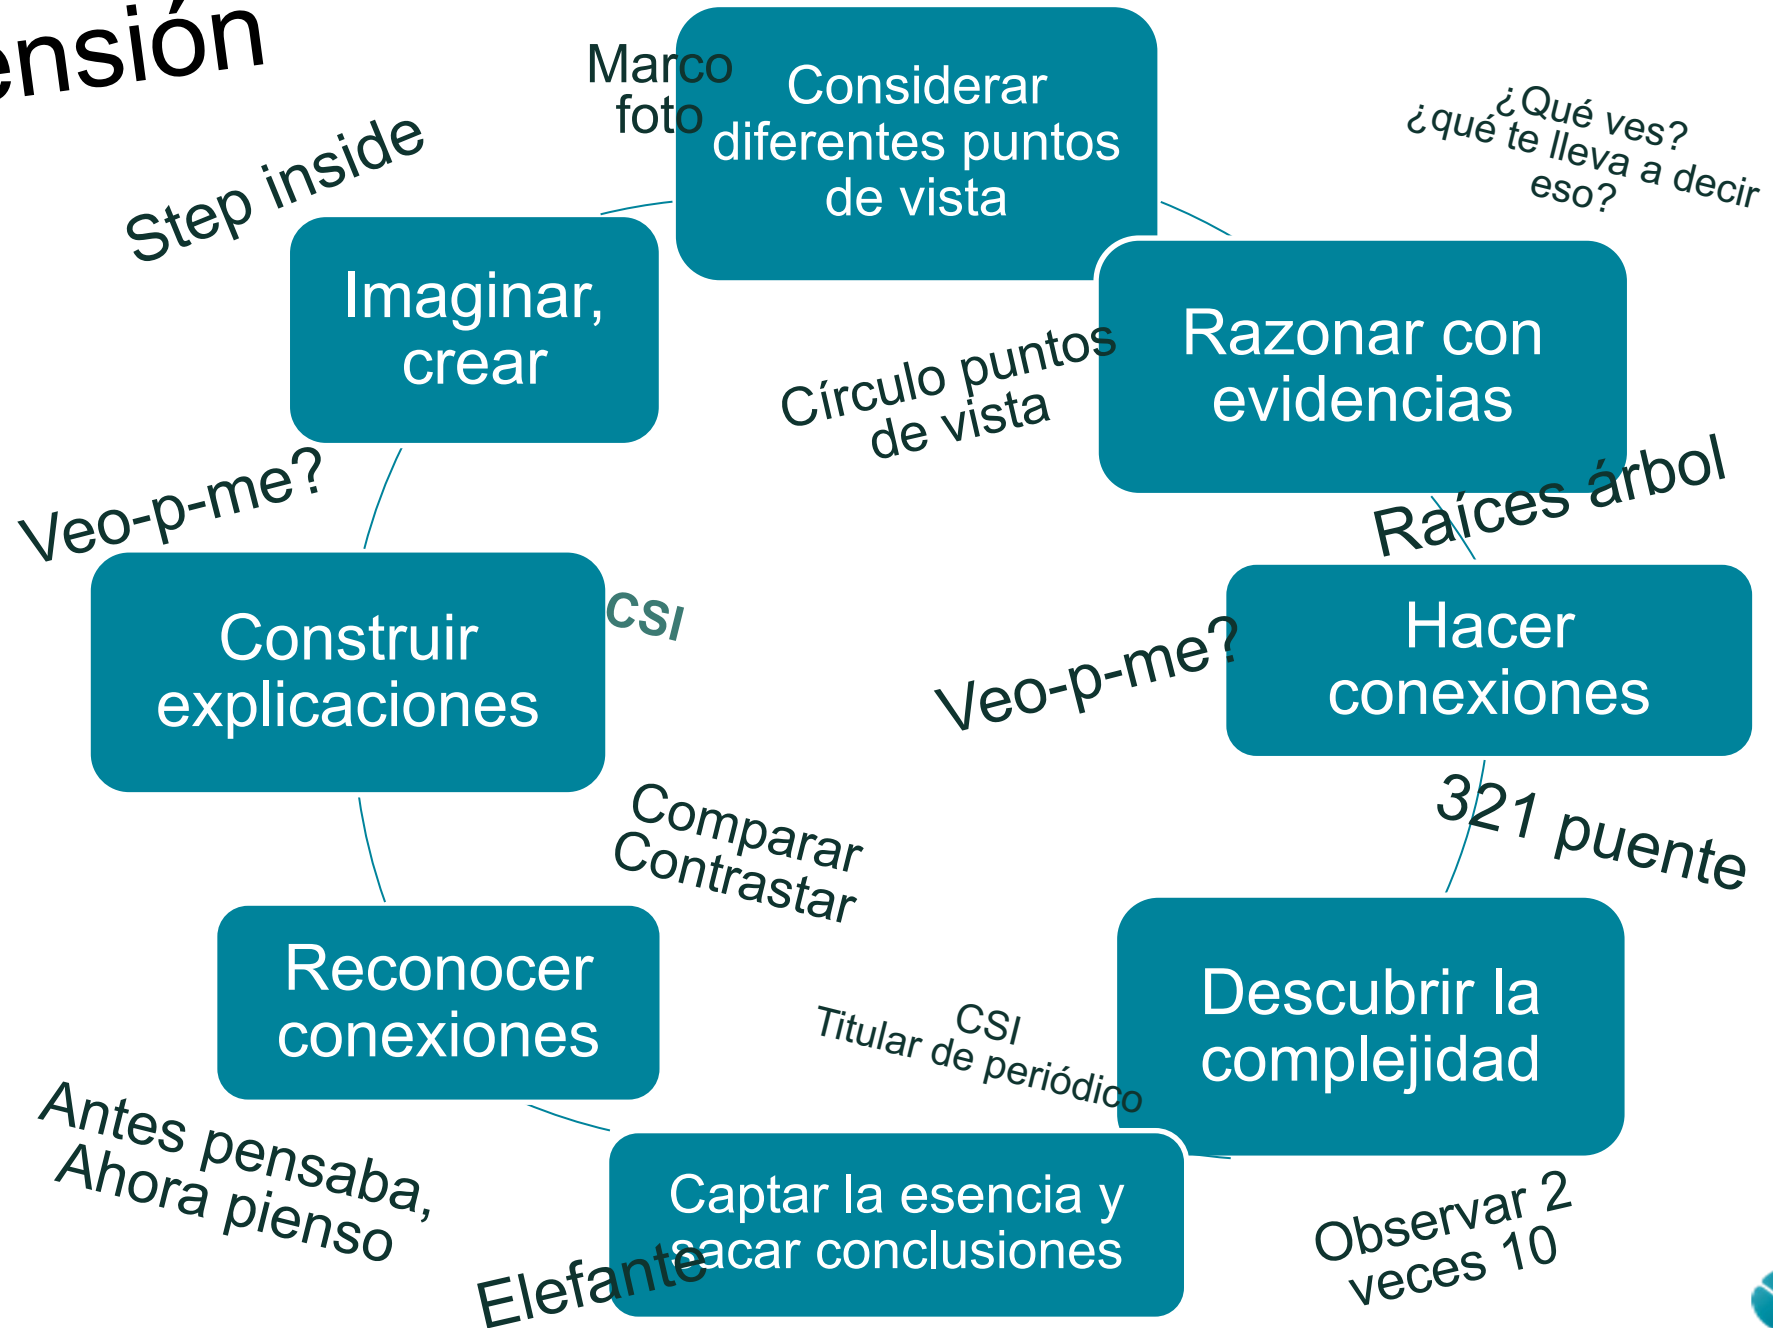 ensión
Marco
foto
Considerar
diferentes puntos
de vista
¿Qué ves?
¿qué te lleva a decir
eso?
Step inside
Imaginar,
crear
Círculo puntos
de vista
Razonar con
evidencias
Veo-p-me?
Raíces árbol
Construir
explicaciones
CSI
Veo-p-me?
Hacer
conexiones
Comparar
Contrastar
321 puente
Reconocer
conexiones
CSI
Titular de periódico
Descubrir la
complejidad
Antes pensaba,
Ahora pienso
Captar la esencia y
sacar conclusiones
Elefante
Observar 2
veces 10